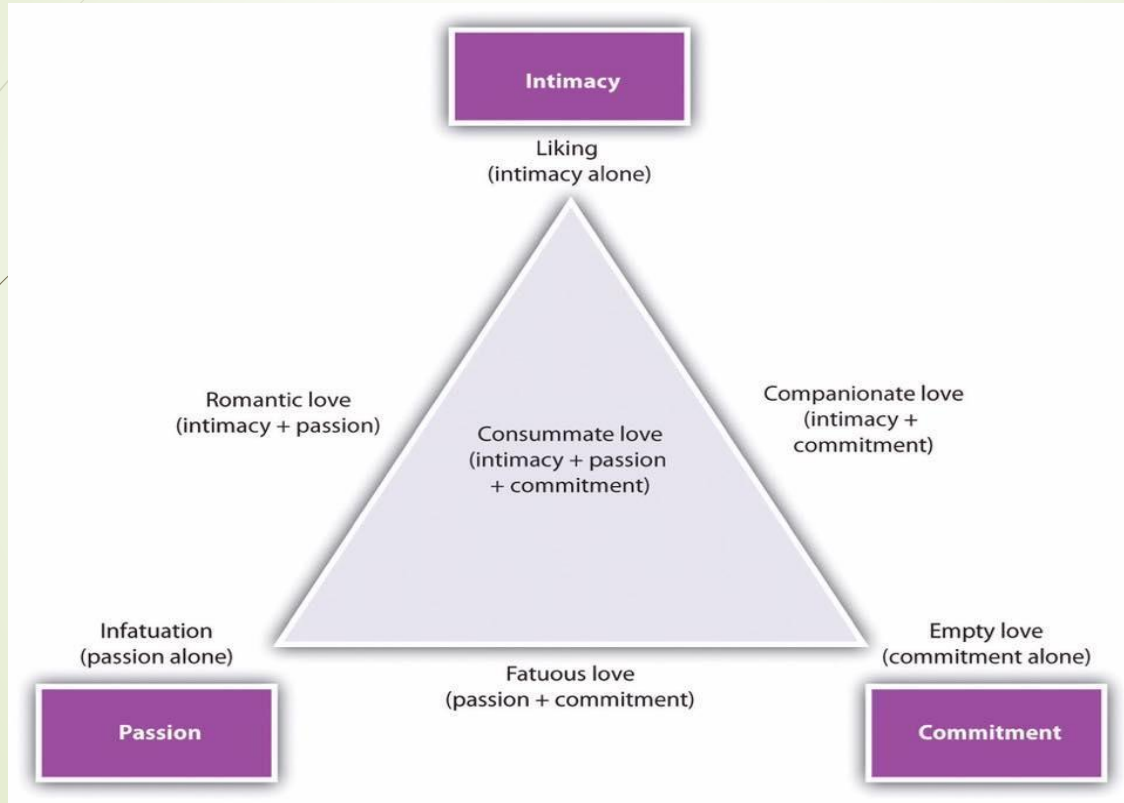 Intimacy
Liking
(intimacy alone)
Romantic love
(intimacy + passion)
Consummate love
(intimacy + passion
+ commitment)
Companionate love
(intimacy +
commitment)
Infatuation
(passion alone)
Passion
Fatuous love
(passion + commitment)
Empty love
(commitment alone)
Commitment